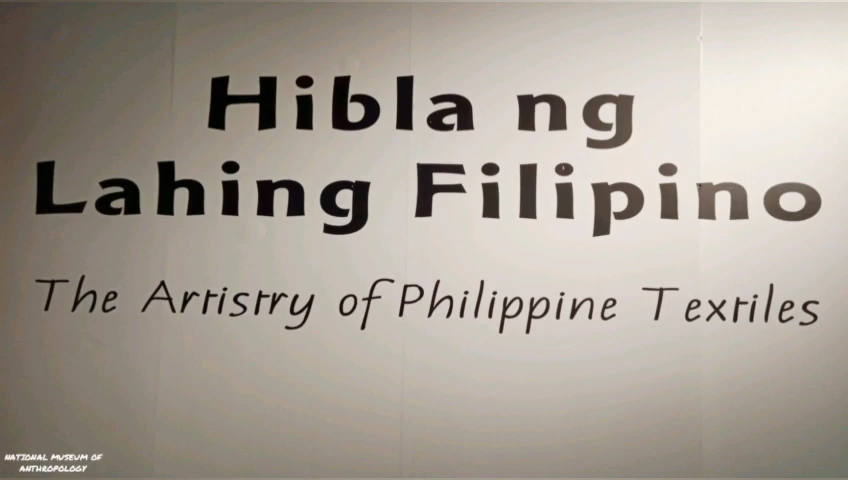 Hibla ng
Lahing Filipino
The Artistry of Philippine Textiles
NATIONAL MUSEUM OF
ANTHROPOLOGY